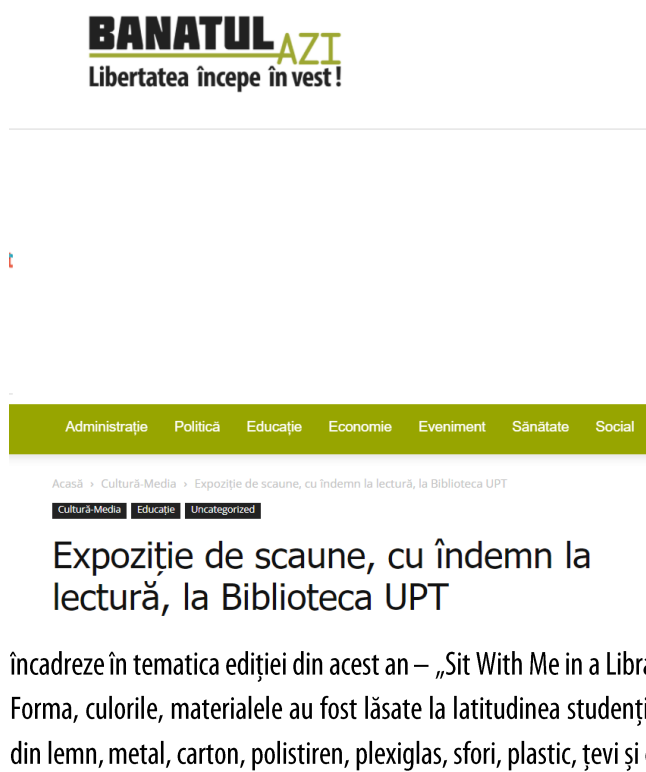 BANATUL AZI
Libertatea începe în vest!
Administrație Politică Educație Economie Eveniment Sănătate Social
Acasă › Cultură-Media › Expoziție de scaune, cu îndemn la lectură, la Biblioteca UPT
Cultură-Media Educație Uncategorized
Expoziție de scaune, cu îndemn la
lectură, la Biblioteca UPT
încadreze în tematica ediției din acest an – „Sit With Me in a
Forma, culorile, materialele au fost lăsate la latitudinea
din lemn, metal, carton, polistiren, plexiglas, sfori, plastic, țevi și